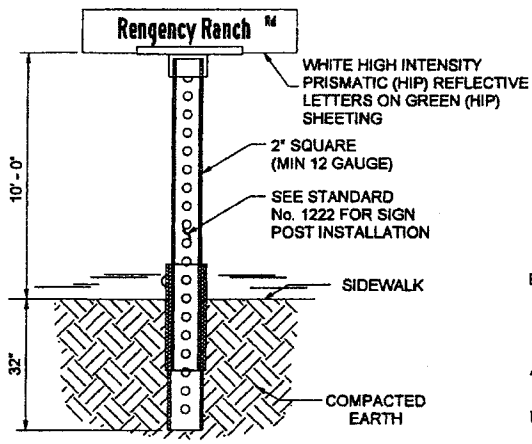 Rengency Ranch Rd
WHITE HIGH INTENSITY
PRISMATIC (HIP) REFLECTIVE
LETTERS ON GREEN (HIP)
SHEETING
2" SQUARE
(MIN 12 GAUGE)
10' - 0"
SEE STANDARD
No. 1222 FOR SIGN
POST INSTALLATION
SIDEWALK
32"
COMPACTED
EARTH